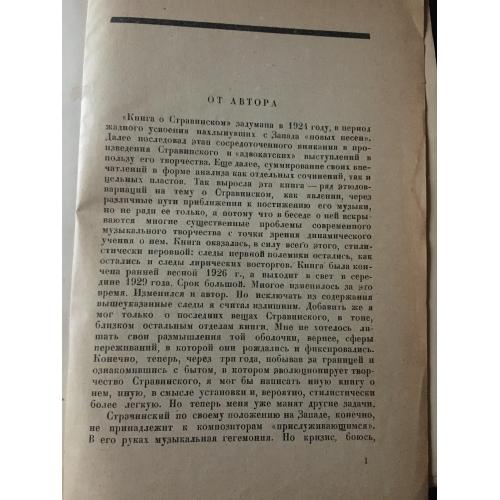 ОТ АВТОРА
«Книга о Стравинском» задумана в 1924 году, в период
жадного усвоения нахлынувших с Запада «новых песен».
Далее последовал этап сосредоточенного вникания в про-
изведения Стравинского и «адвокатских» выступлений в
пользу его творчества. Еще далее, суммирование своих впе-
чатлений в форме анализа как отдельных сочинений, так и
цельных пластов. Так выросла эта книга — ряд этюдов-
вариаций на тему о Стравинском, как явлении, через
различные пути приближения к постижению его музыки,
но не ради ее только, а потому что в беседе о ней вскры-
ваются многие существенные проблемы современного
музыкального творчества с точки зрения динамического
учения о нем. Книга оказалась, в силу всего этого, стили-
стически неровной: следы нервной полемики остались, как
остались и следы лирических восторгов. Книга была кон-
чена ранней весной 1926 г., а выходит в свет в сере-
дине 1929 года. Срок большой. Многое изменилось за это
время. Изменился и автор. Но исключать из содержания
вышеуказанные следы я считал излишним. Добавить же я
мог только о последних вещах Стравинского, в тоне,
близком остальным отделам книги. Мне не хотелось ли-
шать свои размышления той оболочки, вернее, сферы
переживаний, в которой они рождались и фиксировались.
Конечно, теперь, через три года, побывав за границей и
ознакомившись с бытом, в котором эволюционирует твор-
чество Стравинского, я мог бы написать иную книгу о
нем, иную, в смысле установки и, вероятно, стилистически
более легкую. Но теперь меня уже манят другие задачи.
Стравинский по своему положению на Западе, конечно,
не принадлежит к композиторам «прислуживающимся».
В его руках музыкальная гегемония. Но кризис, боюсь,
1